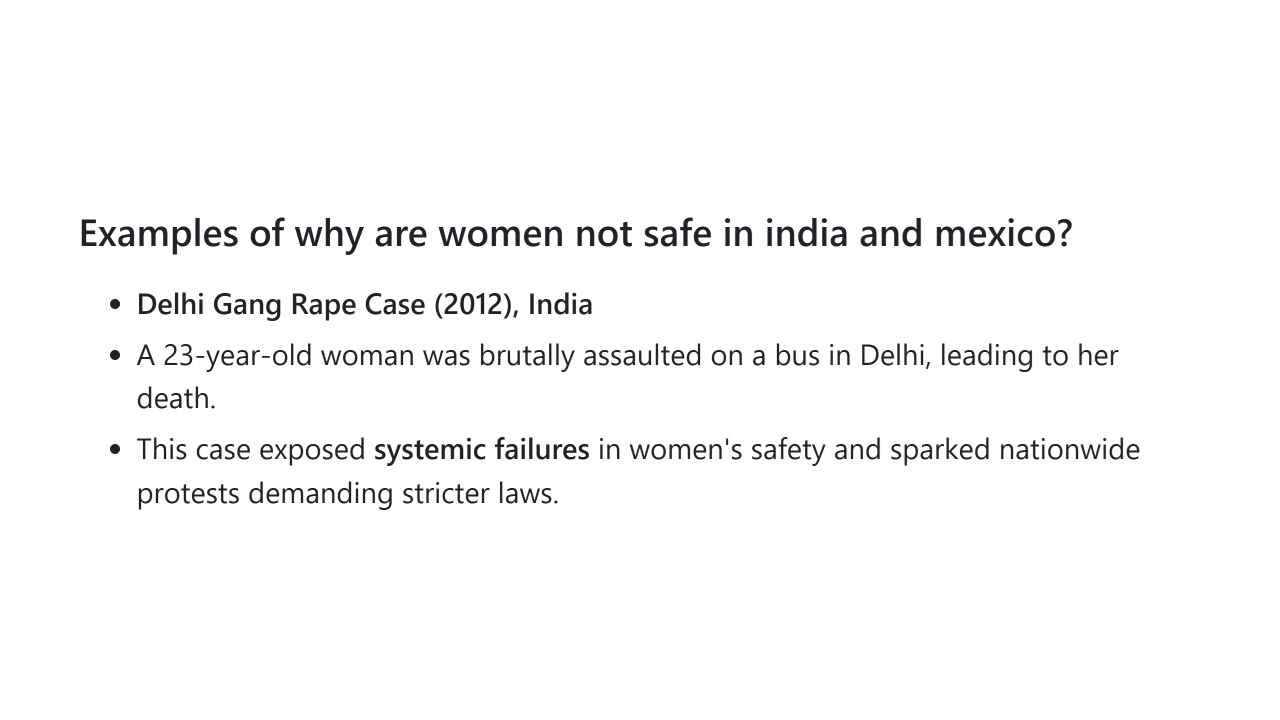 Examples of why are women not safe in india and mexico?
• Delhi Gang Rape Case (2012), India
• A 23-year-old woman was brutally assaulted on a bus in Delhi, leading to her
death.
• This case exposed systemic failures in women's safety and sparked nationwide
protests demanding stricter laws.